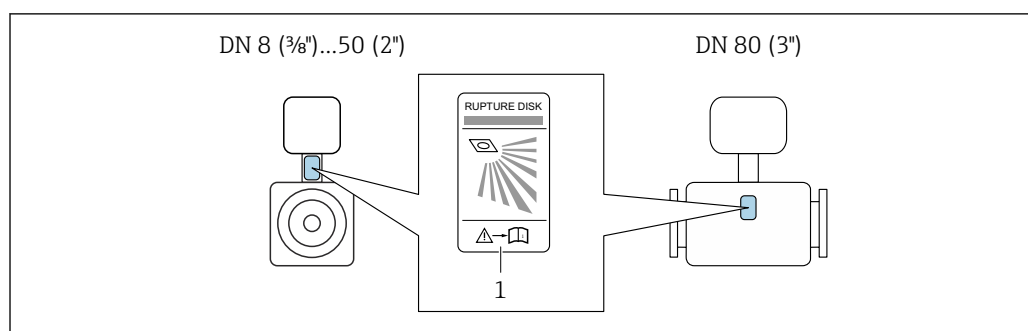 DN 8 (⅜")...50 (2")
DN 80 (3")
RUPTURE DISK
1